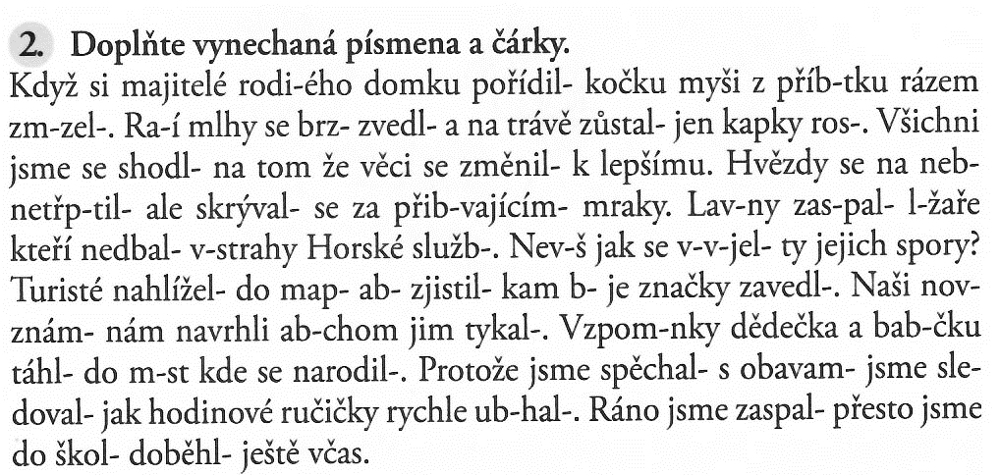 2. Doplňte vynechaná písmena a čárky.
Když si majitelé rodi-ého domku pořídil- kočku myši z příb-tku rázem
zm-zel-. Ra-í mlhy se brz- zvedl- a na trávě zůstal- jen kapky ros-. Všichni
jsme se shodl- na tom že věci se změnil- k lepšímu. Hvězdy se na neb-
netřp-til- ale skrýval- se za přib-vajícím- mraky. Lav-ny zas-pal- l-žaře
kteří nedbal- v-strahy Horské služb-. Nev-š jak se v-v-jel- ty jejich spory?
Turisté nahlížel- do map- ab- zjistil- kam b- je značky zavedl-. Naši nov-
znám- nám navrhli ab-chom jim tykal-. Vzpom-nky dědečka a bab-čku
táhl- do m-st kde se narodil-. Protože jsme spěchal- s obavam- jsme sle-
doval- jak hodinové ručičky rychle ub-hal-. Ráno jsme zaspal- přesto jsme
do škol- doběhl- ještě včas.